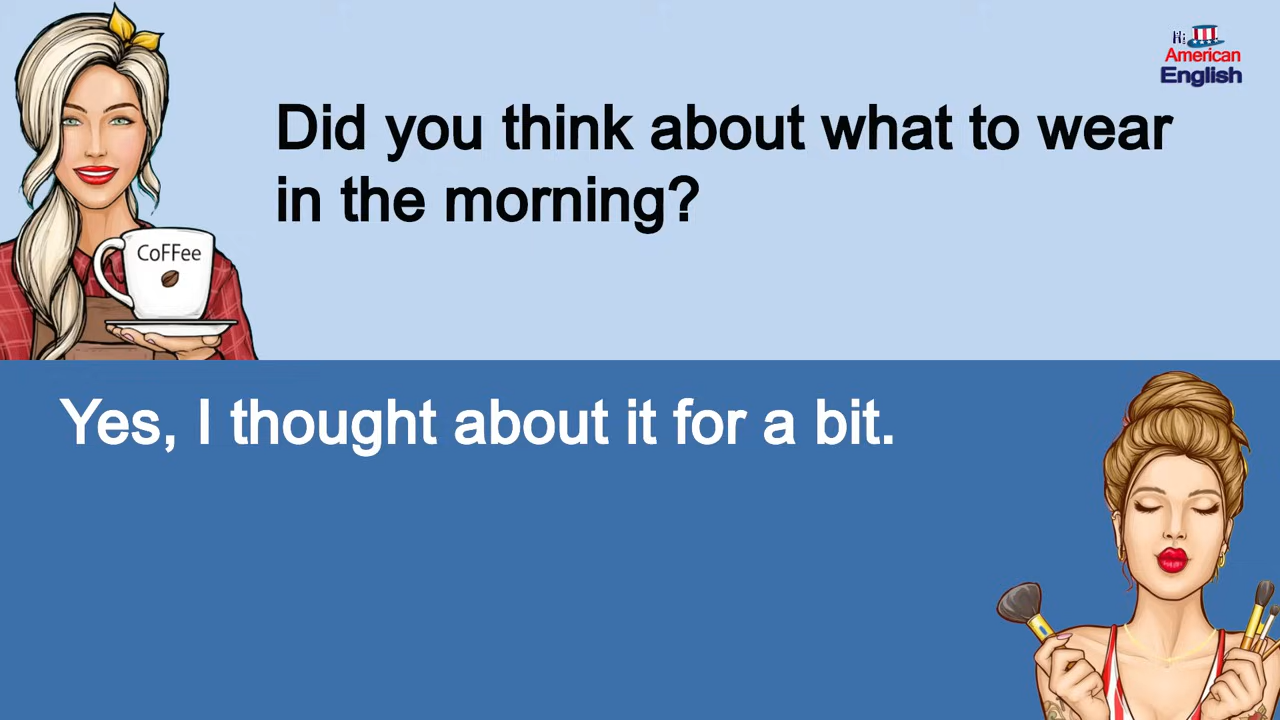 Hi
American
English
Did you think about what to wear
in the morning?
CoFFee
Yes, I thought about it for a bit.